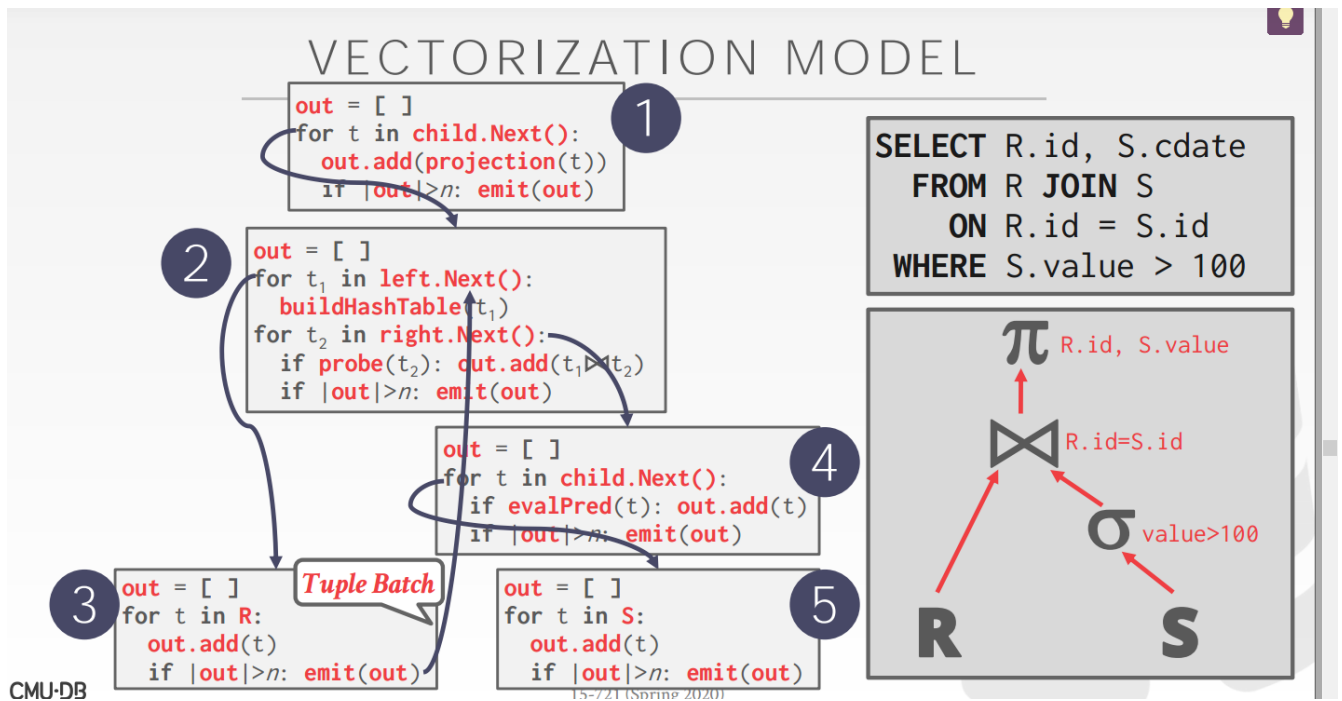 VECTORIZATION MODEL
1
out = [ ]
for t in child.Next():
out.add(projection(t))
if |out|>n: emit(out)
2
out = [ ]
for t₁ in left.Next():
buildHashTable(t₁)
for t₂ in right.Next():
if probe(t₂): out.add(t₁⋈t₂)
if |out|>n: emit(out)
4
out = [ ]
for t in child.Next():
if evalPred(t): out.add(t)
if |out|>n: emit(out)
3
out = [ ]
for t in R:
out.add(t)
if |out|>n: emit(out)
Tuple Batch
5
out = [ ]
for t in S:
out.add(t)
if |out|>n: emit(out)
SELECT R.id, S.cdate
FROM R JOIN S
ON R.id = S.id
WHERE S.value > 100
π R.id, S.value
⋈ R.id=S.id
σ value>100
R S
CMU·DB
15-721 (Spring 2020)